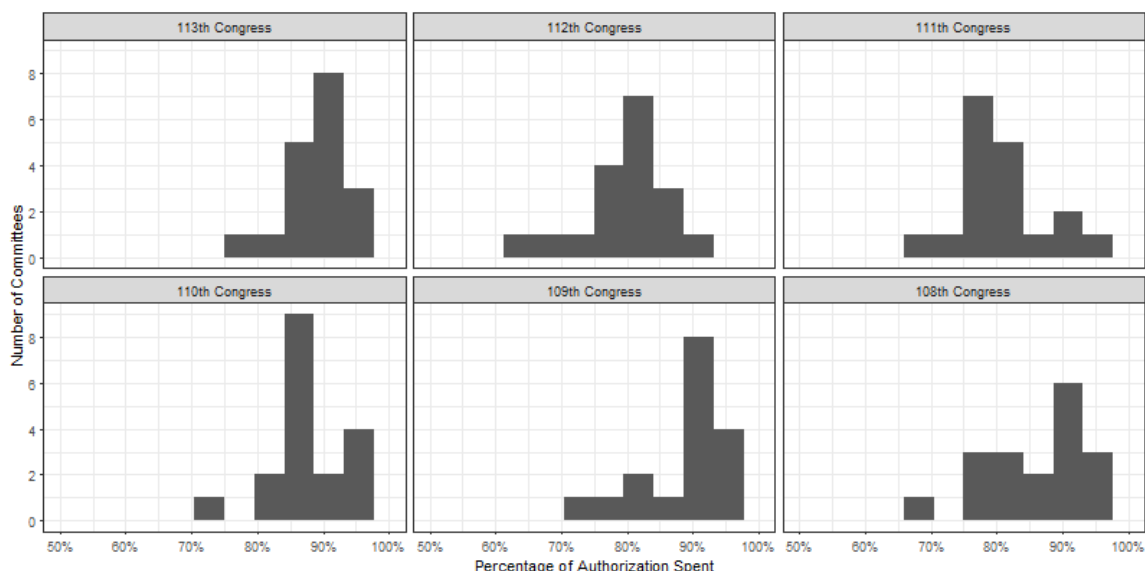 113th Congress
112th Congress
111th Congress
8
6
4
2
0
110th Congress
109th Congress
108th Congress
8
6
4
2
0
50% 60% 70% 80% 90% 100%
50% 60% 70% 80% 90% 100%
50% 60% 70% 80% 90% 100%
Number of Committees
Percentage of Authorization Spent